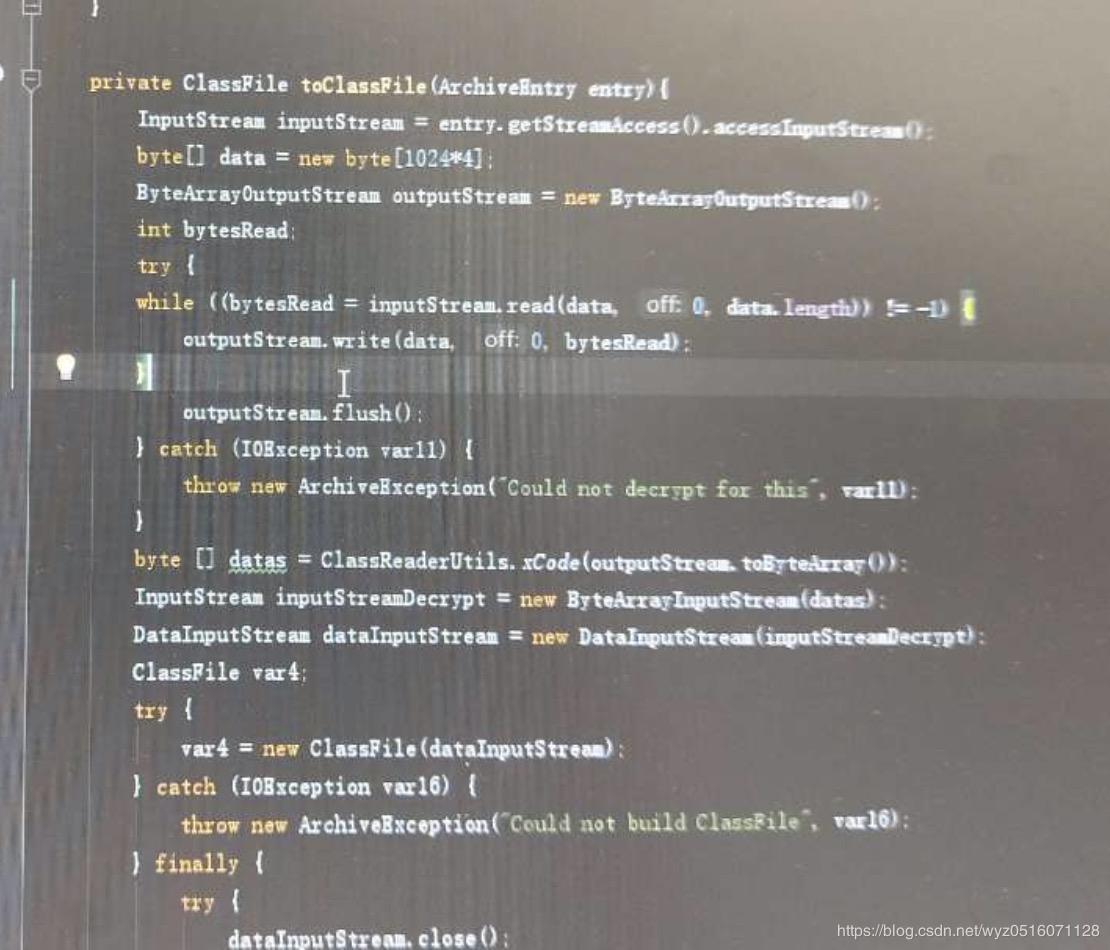 }
private ClassFile toClassFile(ArchiveEntry entry){
InputStream inputStream = entry.getStreamAccess().accessInputStream();
byte[] data = new byte[1024*4];
ByteArrayOutputStream outputStream = new ByteArrayOutputStream();
int bytesRead;
try {
while ((bytesRead = inputStream.read(data, off: 0, data.length)) != -1) {
outputStream.write(data, off: 0, bytesRead);
}
outputStream.flush();
} catch (IOException var11) {
throw new ArchiveException("Could not decrypt for this", var11);
}
byte [] datas = ClassReaderUtils.xCode(outputStream.toByteArray());
InputStream inputStreamDecrypt = new ByteArrayInputStream(datas);
DataInputStream dataInputStream = new DataInputStream(inputStreamDecrypt);
ClassFile var4;
try {
var4 = new ClassFile(dataInputStream);
} catch (IOException var16) {
throw new ArchiveException("Could not build ClassFile", var16);
} finally {
try {
dataInputStream.close();
https://blog.csdn.net/wyz0516071128